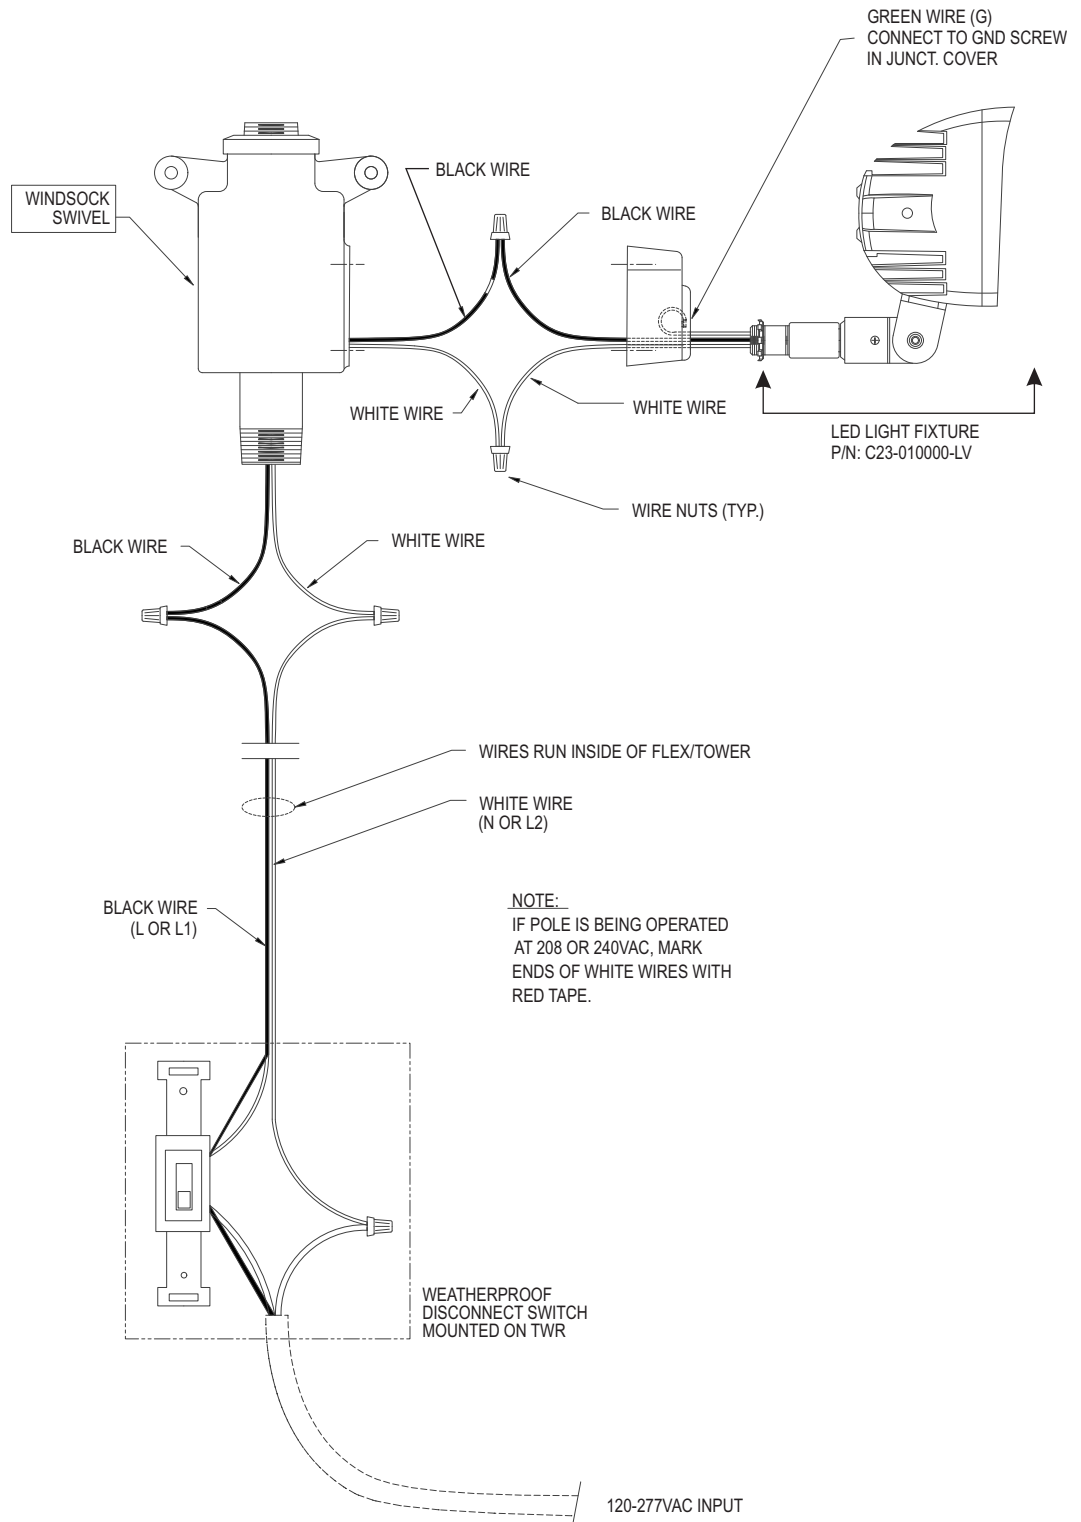 GREEN WIRE (G)
CONNECT TO GND SCREW
IN JUNCT. COVER
BLACK WIRE
WINDSOCK
SWIVEL
BLACK WIRE
WHITE WIRE
WHITE WIRE
LED LIGHT FIXTURE
P/N: C23-010000-LV
WIRE NUTS (TYP.)
BLACK WIRE
WHITE WIRE
WIRES RUN INSIDE OF FLEX/TOWER
WHITE WIRE
(N OR L2)
BLACK WIRE
(L OR L1)
NOTE:
IF POLE IS BEING OPERATED
AT 208 OR 240VAC, MARK
ENDS OF WHITE WIRES WITH
RED TAPE.
WEATHERPROOF
DISCONNECT SWITCH
MOUNTED ON TWR
120-277VAC INPUT